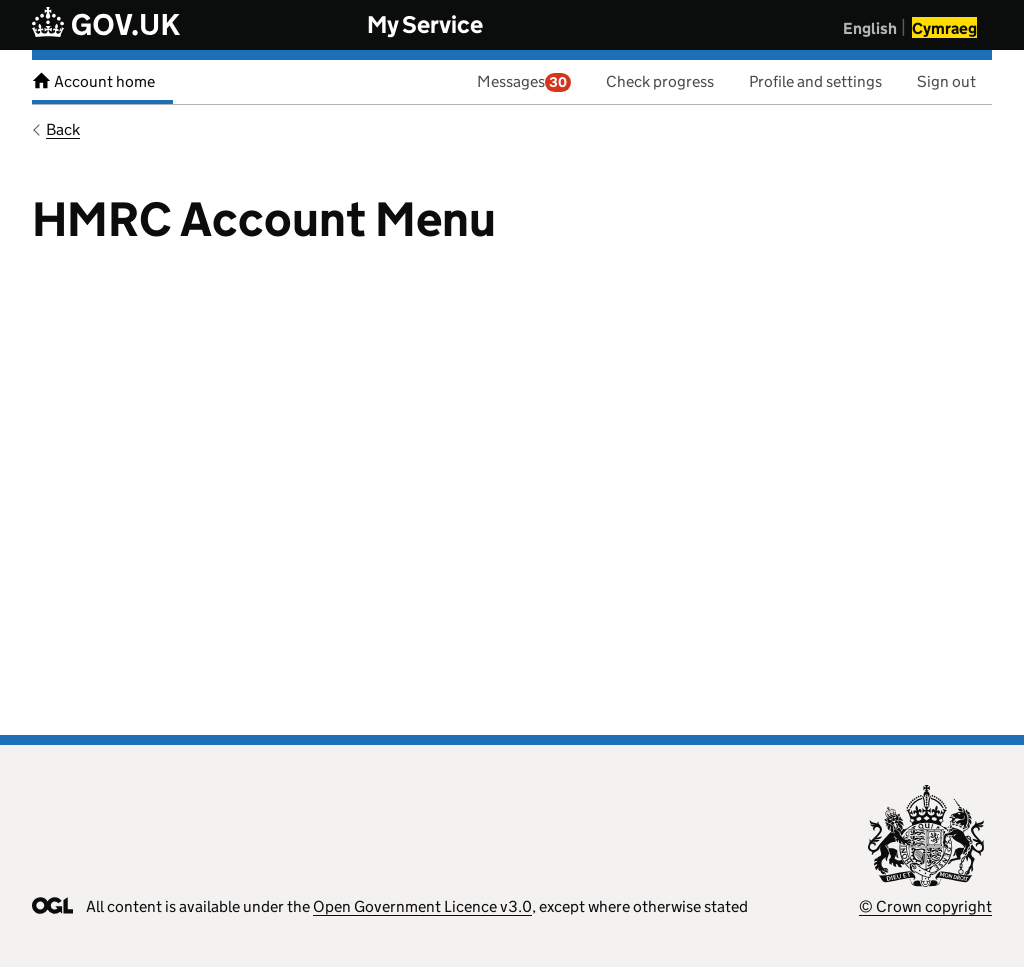 GOV.UK My Service English | Cymraeg
Account home Messages 30 Check progress Profile and settings Sign out
Back
HMRC Account Menu
QUI
DIEU ET MON DROIT
OGL All content is available under the Open Government Licence v3.0, except where otherwise stated © Crown copyright